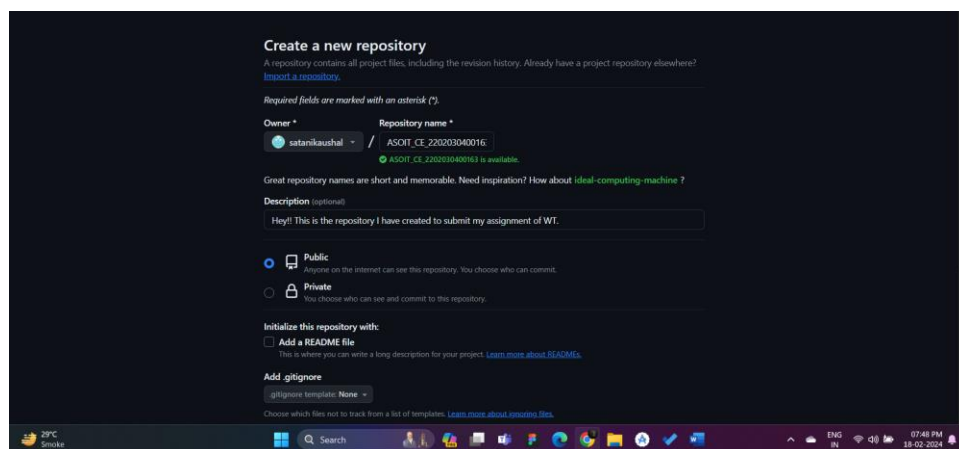 Create a new repository
A repository contains all project files, including the revision history. Already have a project repository elsewhere?
Import a repository.
Required fields are marked with an asterisk (*).
Owner *
Repository name *
satanikaushal
/
ASOIT_CE_220203040016
ASOIT_CE_2202030400163 is available.
Great repository names are short and memorable. Need inspiration? How about ideal-computing-machine ?
Description (optional)
Hey!! This is the repository I have created to submit my assignment of WT.
Public
Anyone on the internet can see this repository. You choose who can commit.
Private
You choose who can see and commit to this repository.
Initialize this repository with:
Add a README file
This is where you can write a long description for your project. Learn more about READMEs.
Add .gitignore
.gitignore template: None
Choose which files not to track from a list of templates. Learn more about ignoring files.
29°C
Smoke
Search
ENG
IN
07:48 PM
18-02-2024